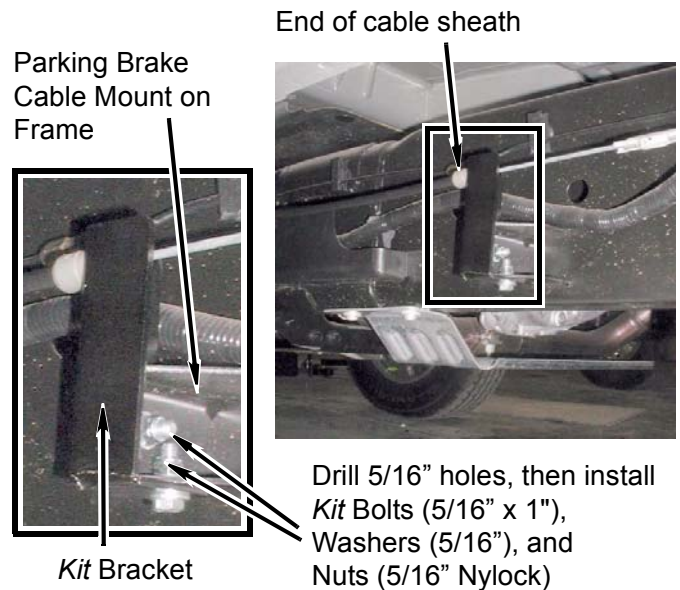 End of cable sheath
Parking Brake
Cable Mount on
Frame
Drill 5/16” holes, then install
Kit Bolts (5/16” x 1"),
Washers (5/16”), and
Nuts (5/16” Nylock)
Kit Bracket